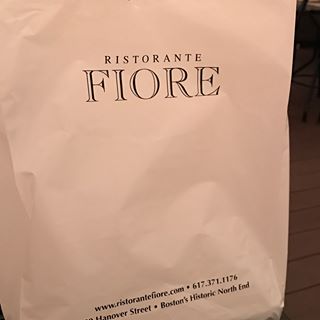 RISTORANTE
FIORE
www.ristorantefiore.com • 617.371.1176
Hanover Street • Boston's Historic North End